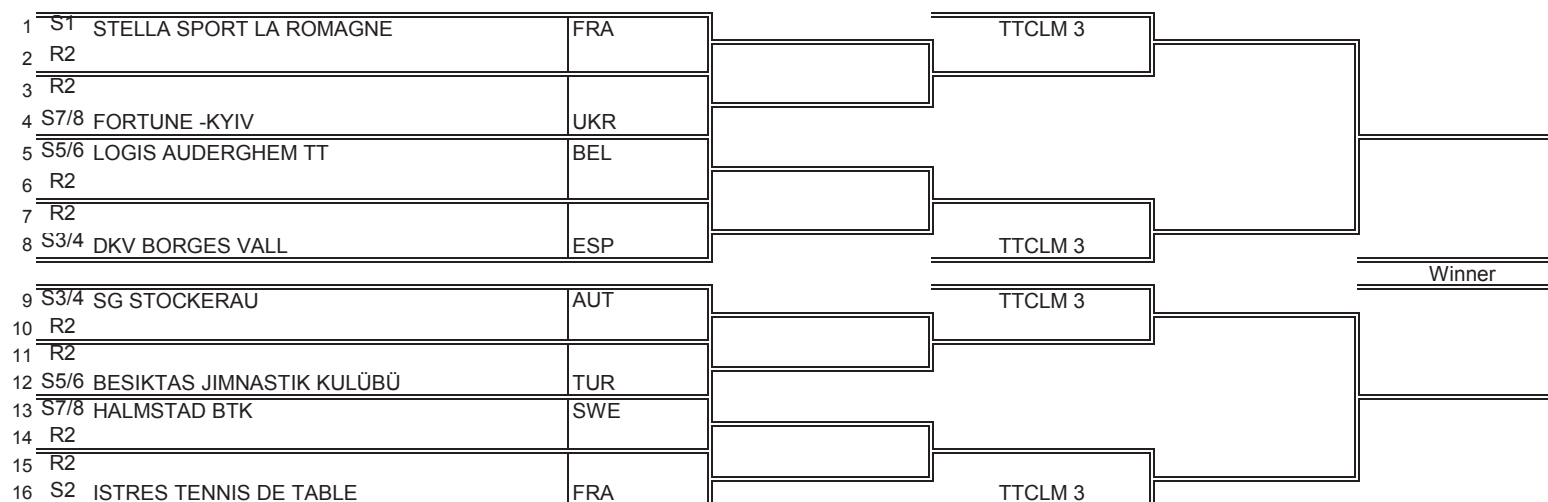 1 S1 STELLA SPORT LA ROMAGNE FRA TTCLM 3
2 R2
3 R2
4 S7/8 FORTUNE -KYIV UKR
5 S5/6 LOGIS AUDERGHEM TT BEL
6 R2
7 R2
8 S3/4 DKV BORGES VALL ESP TTCLM 3
Winner
9 S3/4 SG STOCKERAU AUT TTCLM 3
10 R2
11 R2
12 S5/6 BESIKTAS JIMNASTIK KULÜBÜ TUR
13 S7/8 HALMSTAD BTK SWE
14 R2
15 R2
16 S2 ISTRES TENNIS DE TABLE FRA TTCLM 3